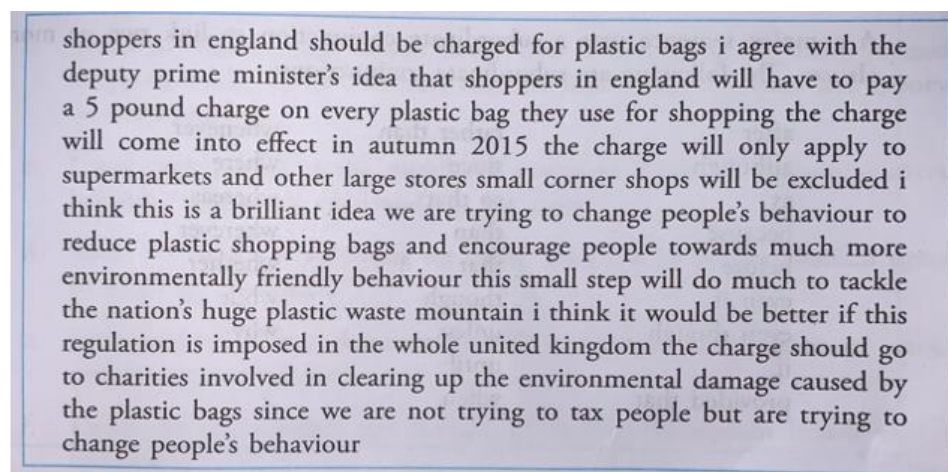 shoppers in england should be charged for plastic bags i agree with the
deputy prime minister's idea that shoppers in england will have to pay
a 5 pound charge on every plastic bag they use for shopping the charge
will come into effect in autumn 2015 the charge will only apply to
supermarkets and other large stores small corner shops will be excluded i
think this is a brilliant idea we are trying to change people's behaviour to
reduce plastic shopping bags and encourage people towards much more
environmentally friendly behaviour this small step will do much to tackle
the nation's huge plastic waste mountain i think it would be better if this
regulation is imposed in the whole united kingdom the charge should go
to charities involved in clearing up the environmental damage caused by
the plastic bags since we are not trying to tax people but are trying to
change people's behaviour